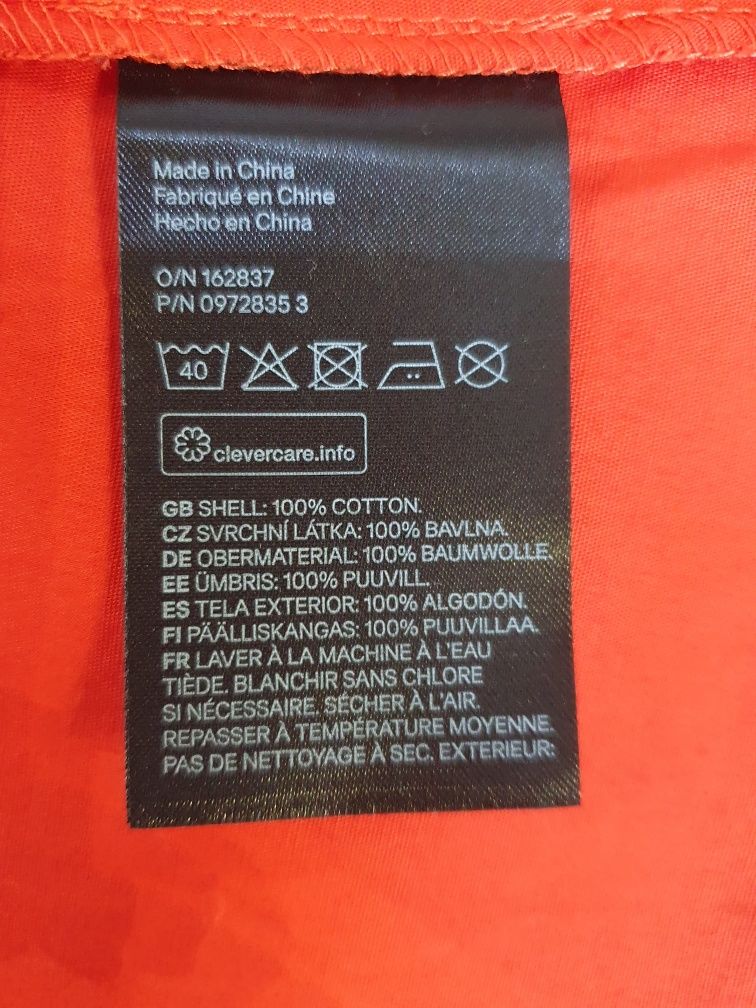 Made in China
Fabriqué en Chine
Hecho en China
O/N 162837
P/N 0972835 3
40
clevercare.info
GB SHELL: 100% COTTON.
CZ SVRCHNÍ LÁTKA: 100% BAVLNA.
DE OBERMATERIAL: 100% BAUMWOLLE.
EE ÜMBRIS: 100% PUUVILL.
ES TELA EXTERIOR: 100% ALGODÓN.
FI PÄÄLLISKANGAS: 100% PUUVILLAA.
FR LAVER À LA MACHINE À L'EAU
TIÈDE. BLANCHIR SANS CHLORE
SI NÉCESSAIRE. SÉCHER À L'AIR.
REPASSER À TEMPÉRATURE MOYENNE.
PAS DE NETTOYAGE À SEC. EXTERIEUR: